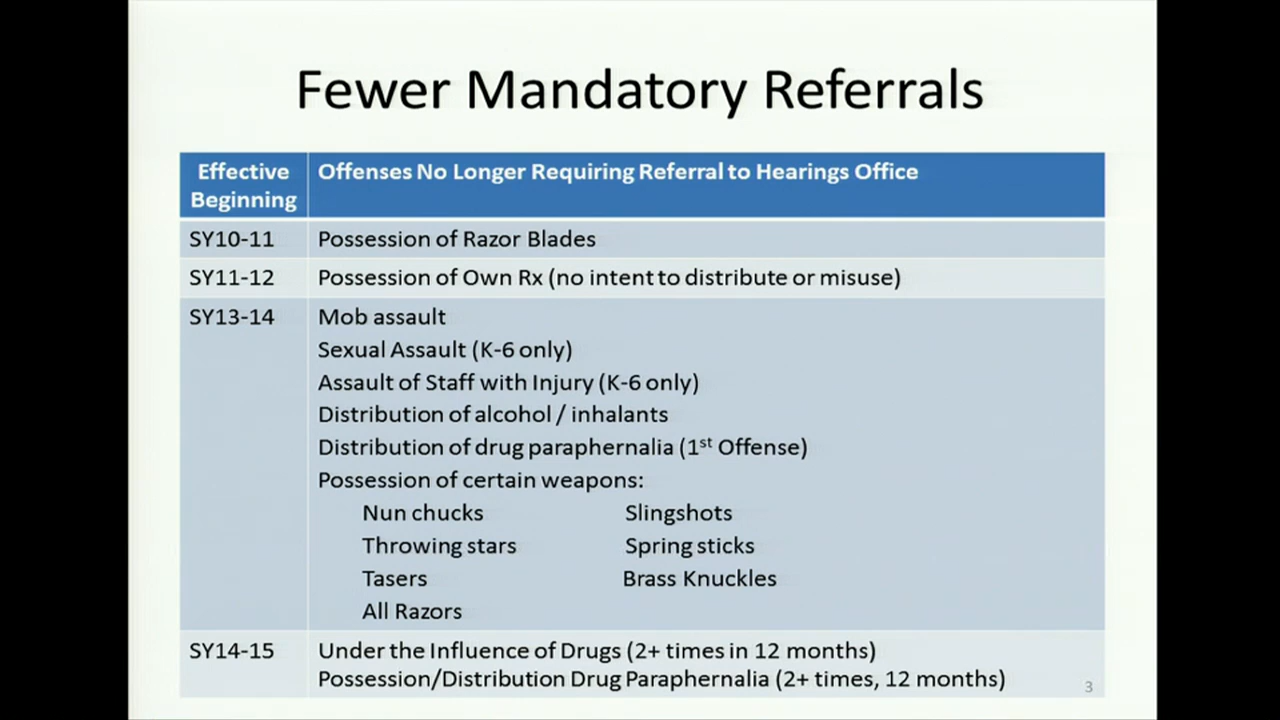 Fewer Mandatory Referrals
Effective Beginning
Offenses No Longer Requiring Referral to Hearings Office
SY10-11 Possession of Razor Blades
SY11-12 Possession of Own Rx (no intent to distribute or misuse)
SY13-14 Mob assault
Sexual Assault (K-6 only)
Assault of Staff with Injury (K-6 only)
Distribution of alcohol / inhalants
Distribution of drug paraphernalia (1st Offense)
Possession of certain weapons:
Nun chucks Slingshots
Throwing stars Spring sticks
Tasers Brass Knuckles
All Razors
SY14-15 Under the Influence of Drugs (2+ times in 12 months)
Possession/Distribution Drug Paraphernalia (2+ times, 12 months)
3